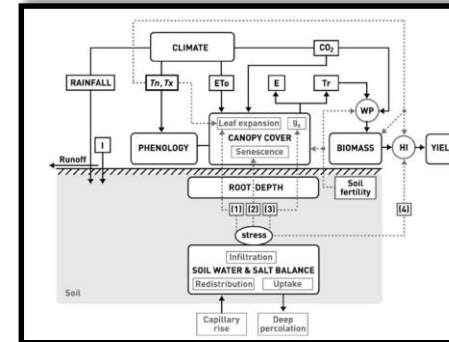 CLIMATE
CO₂
RAINFALL
Tn, Tx
ETo
E
Tr
WP
Leaf expansion
gs
I
PHENOLOGY
CANOPY COVER
Senescence
BIOMASS
HI
YIEL
Runoff
ROOT DEPTH
Soil
fertility
(1) (2) (3)
(4)
stress
Infiltration
SOIL WATER & SALT BALANCE
Redistribution
Uptake
Soil
Capillary
rise
Deep
percolation